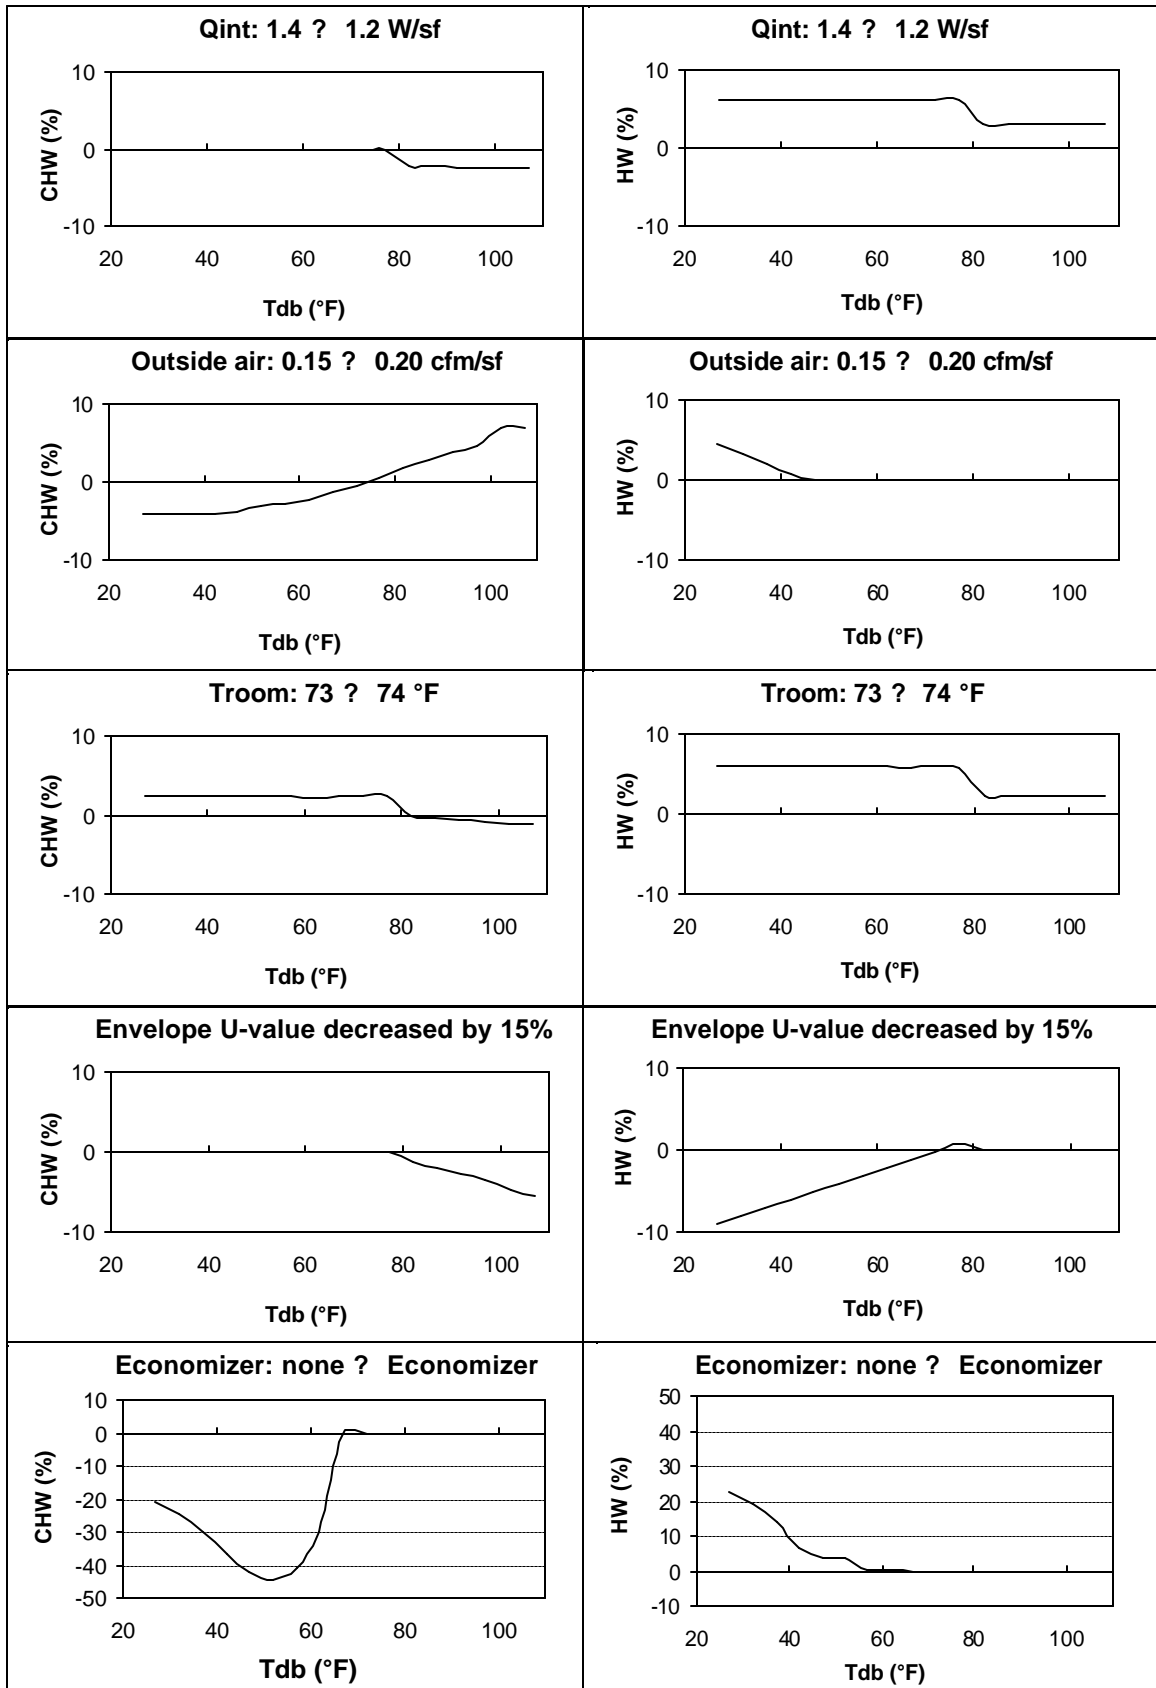 Qint: 1.4 ? 1.2 W/sf
10
0
-10
CHW (%)
20 40 60 80 100
Tdb (°F)
Qint: 1.4 ? 1.2 W/sf
10
0
-10
HW (%)
20 40 60 80 100
Tdb (°F)
Outside air: 0.15 ? 0.20 cfm/sf
10
0
-10
CHW (%)
20 40 60 80 100
Tdb (°F)
Outside air: 0.15 ? 0.20 cfm/sf
10
0
-10
HW (%)
20 40 60 80 100
Tdb (°F)
Troom: 73 ? 74 °F
10
0
-10
CHW (%)
20 40 60 80 100
Tdb (°F)
Troom: 73 ? 74 °F
10
0
-10
HW (%)
20 40 60 80 100
Tdb (°F)
Envelope U-value decreased by 15%
10
0
-10
CHW (%)
20 40 60 80 100
Tdb (°F)
Envelope U-value decreased by 15%
10
0
-10
HW (%)
20 40 60 80 100
Tdb (°F)
Economizer: none ? Economizer
10
0
-10
-20
-30
-40
-50
CHW (%)
20 40 60 80 100
Tdb (°F)
Economizer: none ? Economizer
50
40
30
20
10
0
-10
HW (%)
20 40 60 80 100
Tdb (°F)